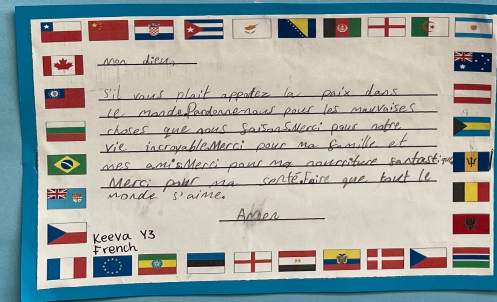 mon dieu,
S'il vous plait apportez la paix dans
le monde.Pardonne-nous pour les mauvaises
choses que nous faisons.Merci pour notre
vie incroyable.Merci pour ma famille et
mes amis.Merci pour ma nourriture fantastique
Merci pour ma santé.Faire que tout le
monde s'aime.
Amen
Keeva Y3
French